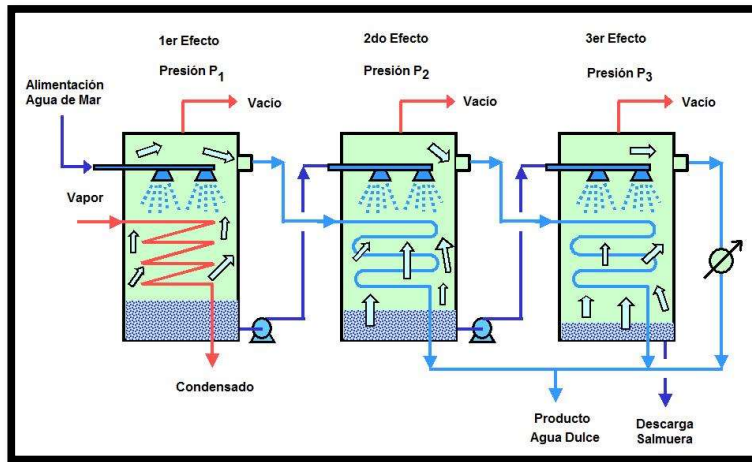 1er Efecto
Presión P1
2do Efecto
Presión P2
3er Efecto
Presión P3
Alimentación
Agua de Mar
Vacio
Vacio
Vacio
Vapor
Condensado
Producto
Agua Dulce
Descarga
Salmuera